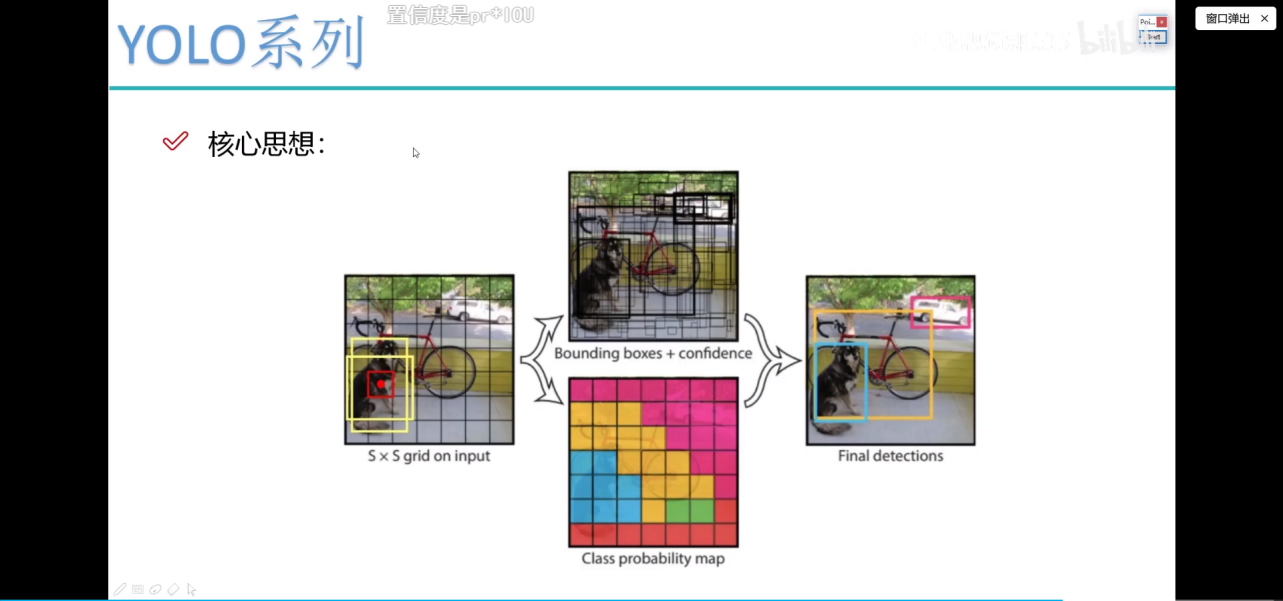 置信度是pr*IOU
窗口弹出
YOLO系列
bilibili
核心思想：
Bounding boxes + confidence
S × S grid on input
Final detections
Class probability map